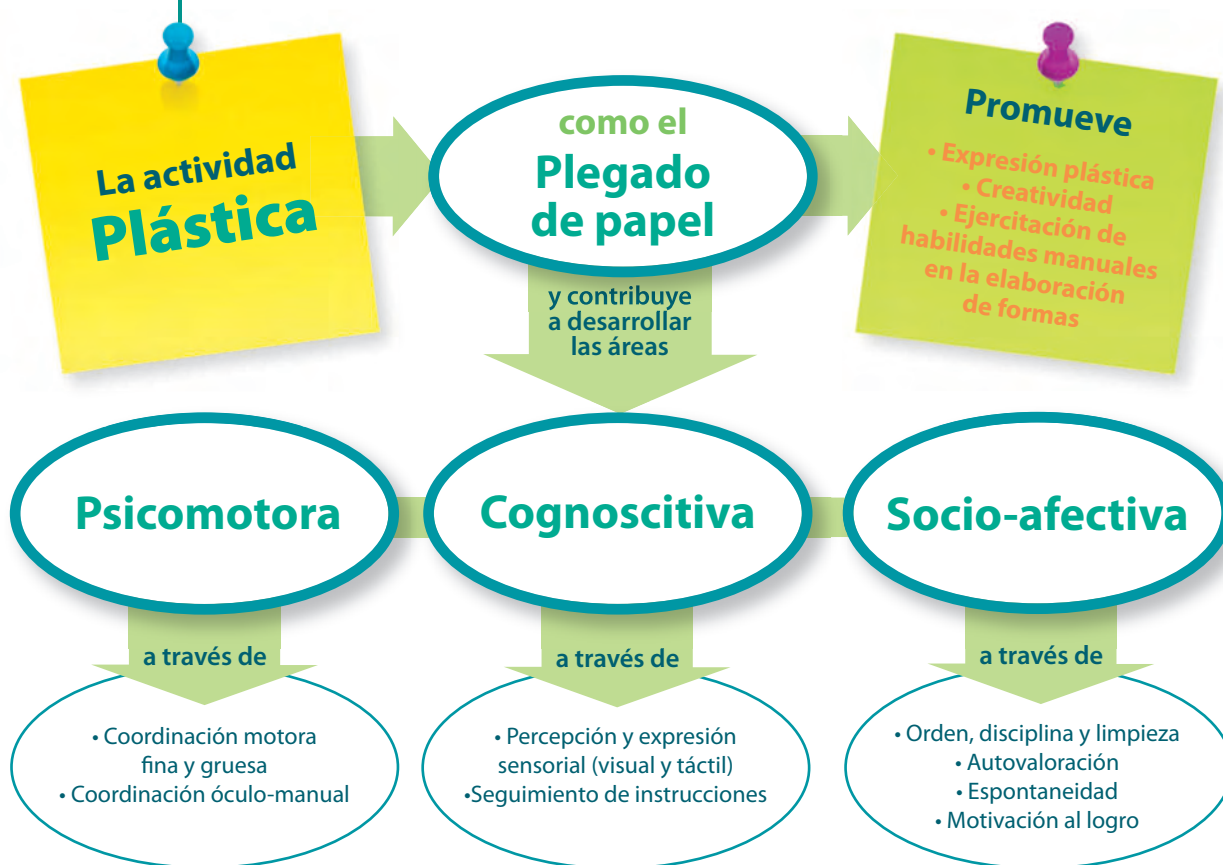 La actividad
Plástica
como el
Plegado
de papel
Promueve
• Expresión plástica
• Creatividad
• Ejercitación de
habilidades manuales
en la elaboración
de formas
y contribuye
a desarrollar
las áreas
Psicomotora
Cognoscitiva
Socio-afectiva
a través de
a través de
a través de
• Coordinación motora
fina y gruesa
• Coordinación óculo-manual
• Percepción y expresión
sensorial (visual y táctil)
•Seguimiento de instrucciones
• Orden, disciplina y limpieza
• Autovaloración
• Espontaneidad
• Motivación al logro